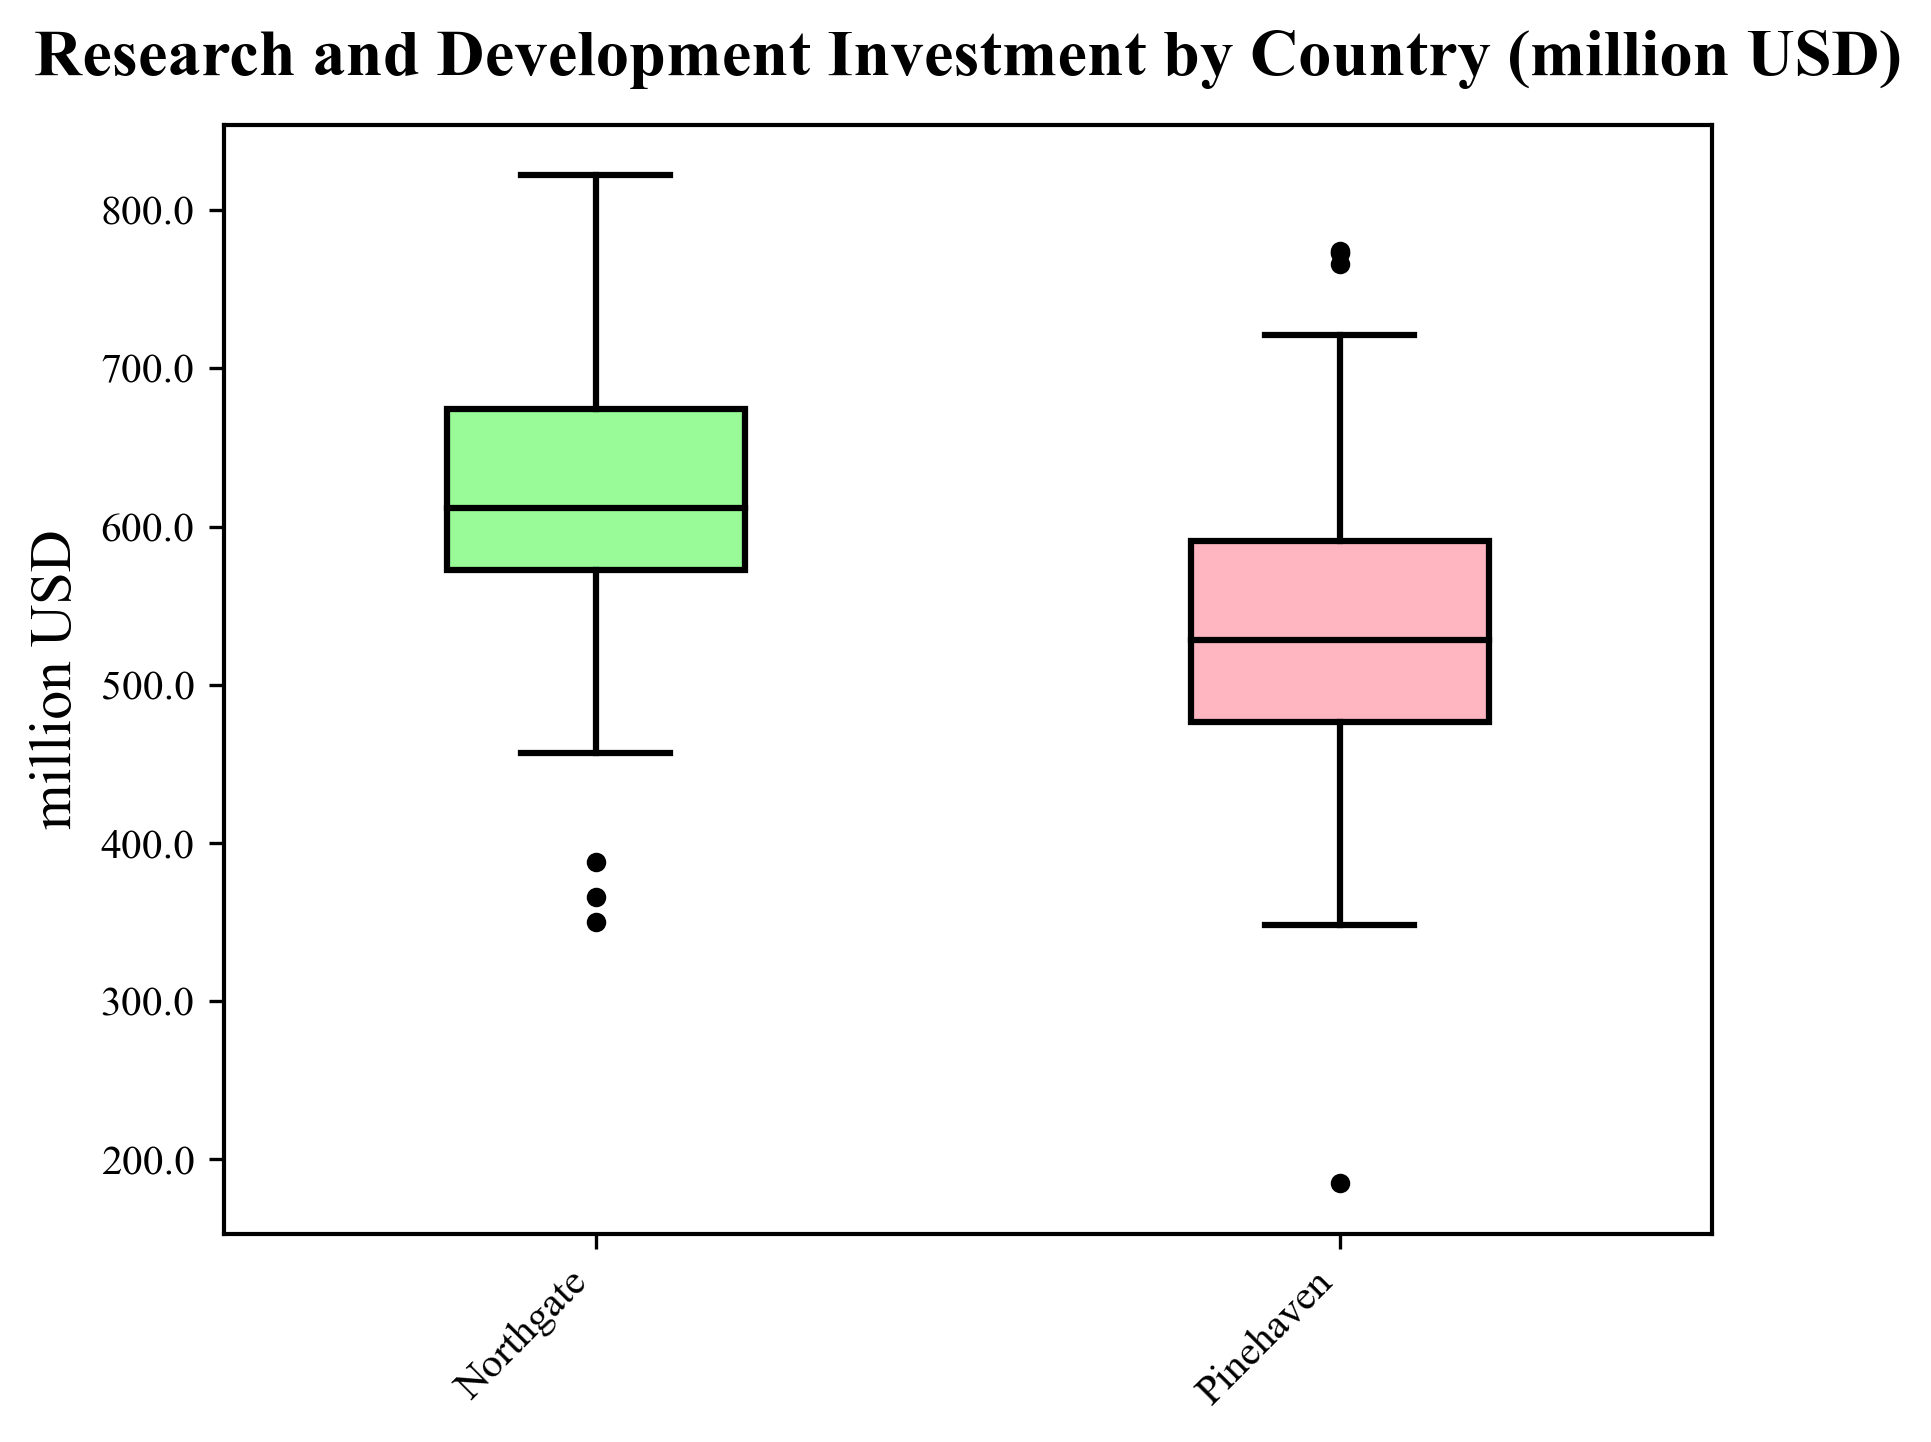 Research and Development Investment by Country (million USD)
million USD
800.0
700.0
600.0
500.0
400.0
300.0
200.0
Northgate
Pinehaven